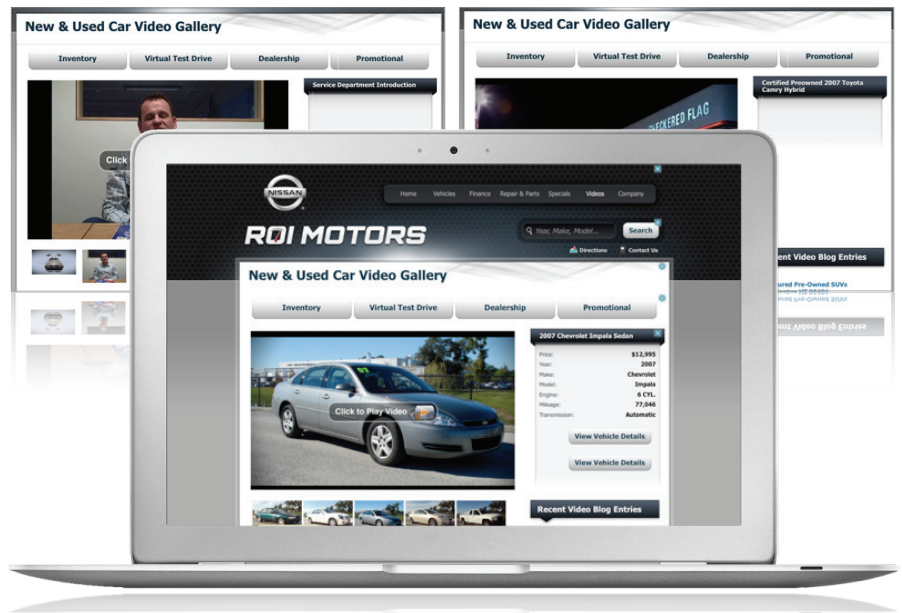 New & Used Car Video Gallery
Inventory
Virtual Test Drive
Dealership
Promotional
Service Department Introduction
Click
New & Used Car Video Gallery
Inventory
Virtual Test Drive
Dealership
Promotional
Certified Preowned 2007 Toyota
Camry Hybrid
CHECKERED FLAG
ent Video Blog Entries
ured Pre-Owned SUVs
NISSAN
Home
Vehicles
Finance
Repair & Parts
Specials
Videos
Company
ROI MOTORS
Year, Make, Model...
Search
Directions
Contact Us
New & Used Car Video Gallery
Inventory
Virtual Test Drive
Dealership
Promotional
07
Click to Play Video
2007 Chevrolet Impala Sedan
Price: $12,995
Year: 2007
Make: Chevrolet
Model: Impala
Engine: 6 CYL.
Mileage: 77,046
Transmission: Automatic
View Vehicle Details
View Vehicle Details
Recent Video Blog Entries